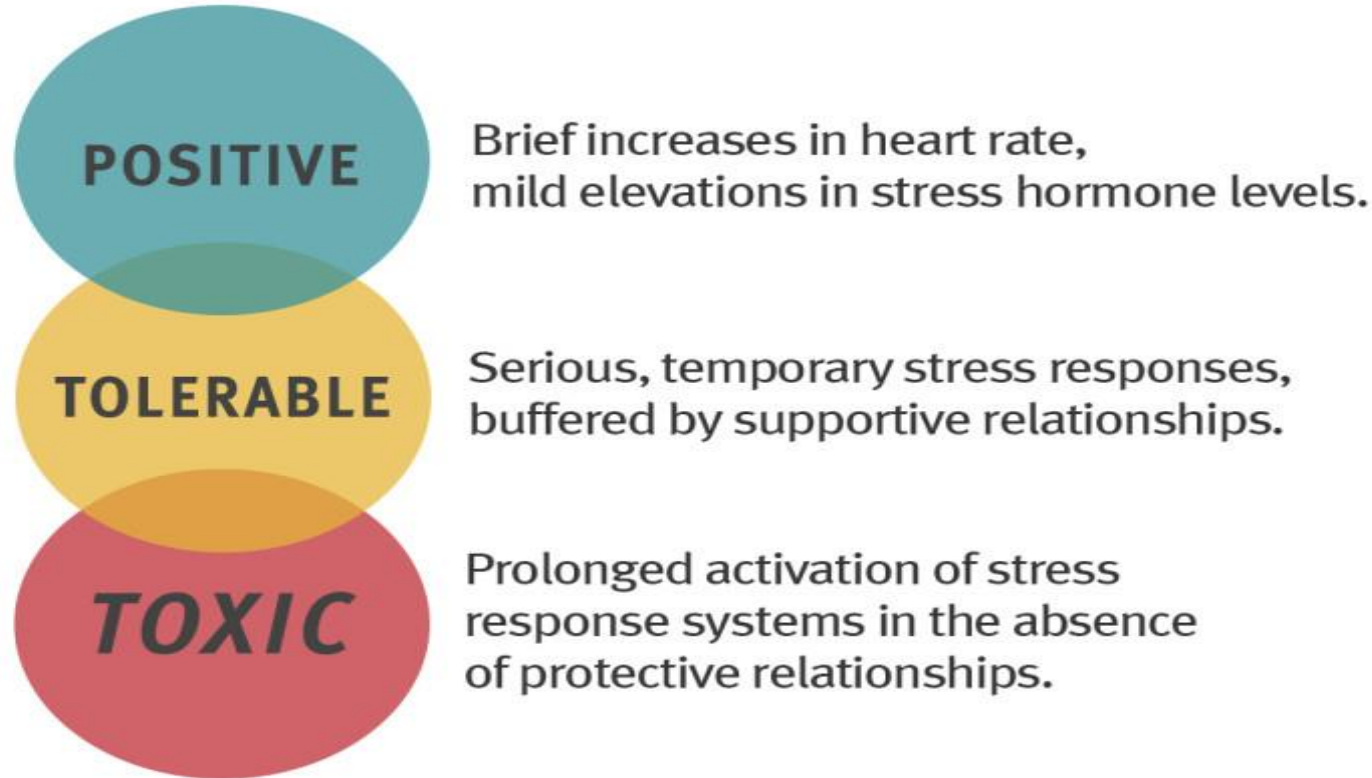 POSITIVE
Brief increases in heart rate,
mild elevations in stress hormone levels.
TOLERABLE
Serious, temporary stress responses,
buffered by supportive relationships.
TOXIC
Prolonged activation of stress
response systems in the absence
of protective relationships.